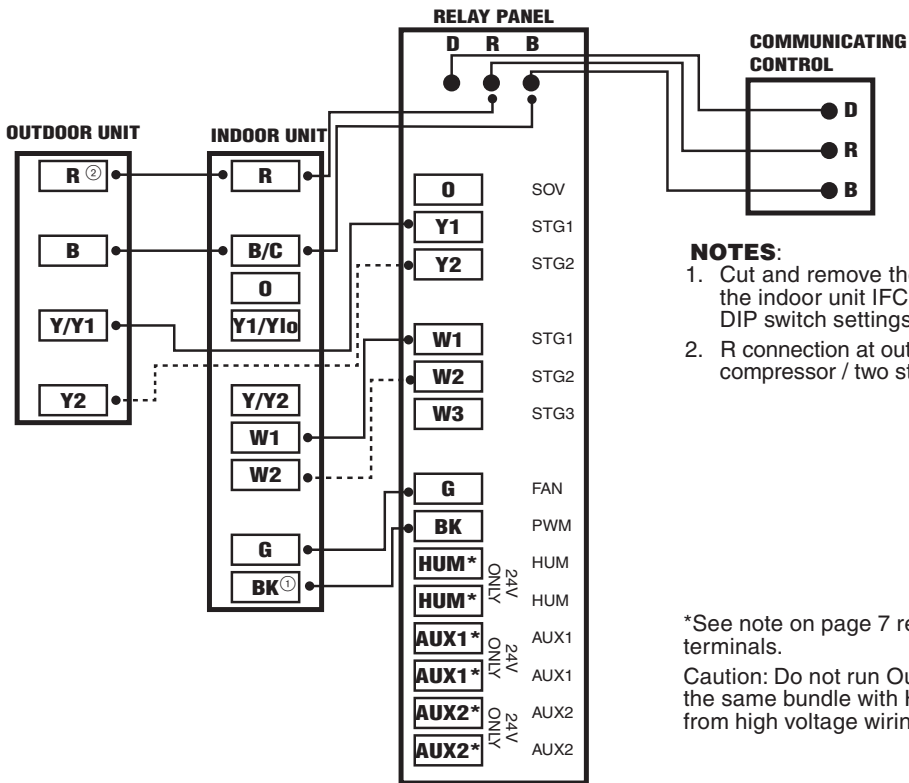 RELAY PANEL
D R B
COMMUNICATING
CONTROL
D
R
B
OUTDOOR UNIT
R ②
B
Y/Y1
Y2
INDOOR UNIT
R
B/C
O
Y1/Ylo
Y/Y2
W1
W2
G
BK①
O SOV
Y1 STG1
Y2 STG2
W1 STG1
W2 STG2
W3 STG3
G FAN
BK PWM
HUM* HUM
HUM* HUM
24V
ONLY
AUX1* AUX1
AUX1* AUX1
24V
ONLY
AUX2* AUX2
AUX2* AUX2
24V
ONLY
NOTES:
1. Cut and remove the
the indoor unit IFC
DIP switch settings
2. R connection at out
compressor / two st
*See note on page 7 re
terminals.
Caution: Do not run Ou
the same bundle with H
from high voltage wirin